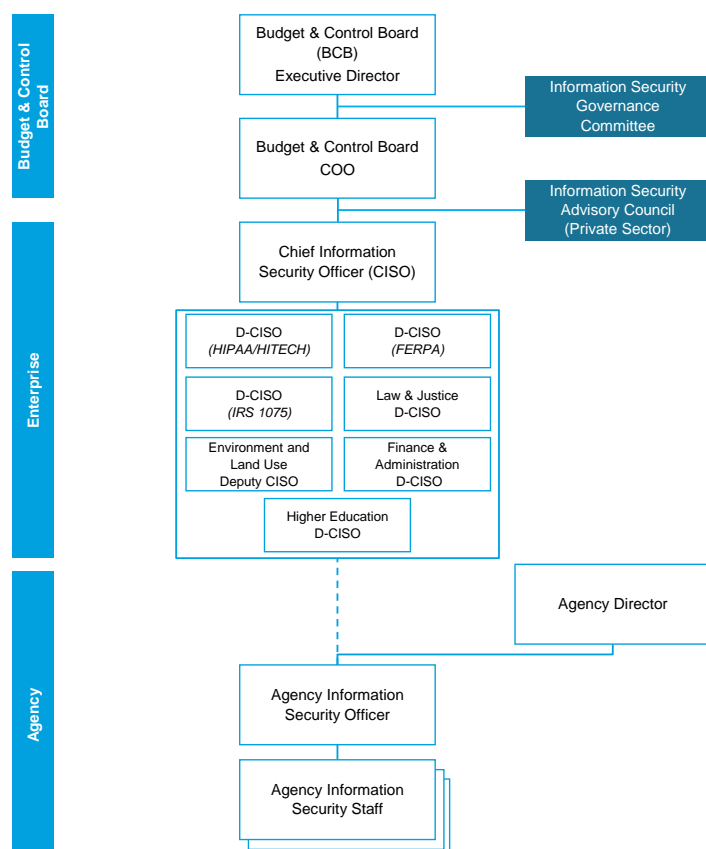 Budget & Control
Board
Budget & Control Board
(BCB)
Executive Director
Information Security
Governance
Committee
Budget & Control Board
COO
Information Security
Advisory Council
(Private Sector)
Enterprise
Chief Information
Security Officer (CISO)
D-CISO
(HIPAA/HITECH)
D-CISO
(FERPA)
D-CISO
(IRS 1075)
Law & Justice
D-CISO
Environment and
Land Use
Deputy CISO
Finance &
Administration
D-CISO
Higher Education
D-CISO
Agency
Agency Director
Agency Information
Security Officer
Agency Information
Security Staff